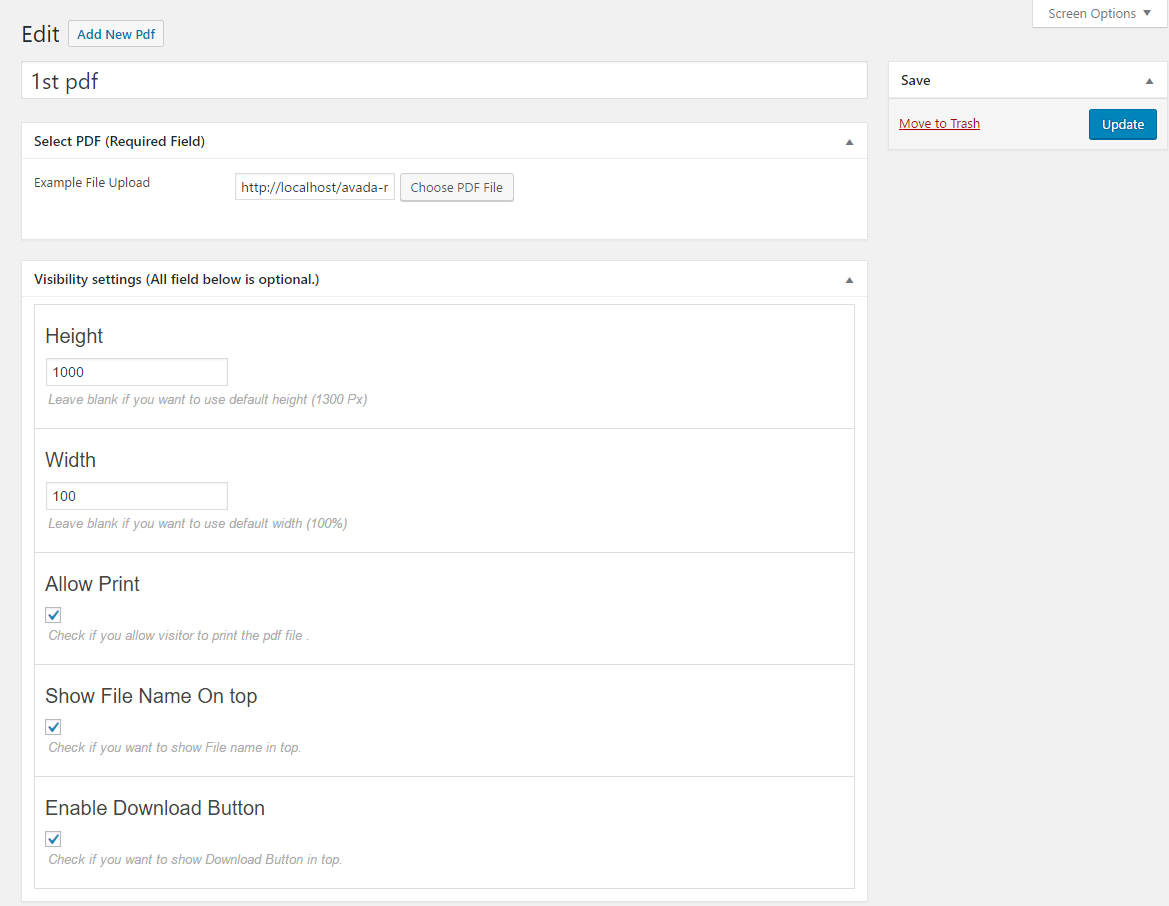 Screen Options
Edit Add New Pdf
1st pdf
Save
Move to Trash Update
Select PDF (Required Field)
Example File Upload http://localhost/avada-r Choose PDF File
Visibility settings (All field below is optional.)
Height
1000
Leave blank if you want to use default height (1300 Px)
Width
100
Leave blank if you want to use default width (100%)
Allow Print
Check if you allow visitor to print the pdf file .
Show File Name On top
Check if you want to show File name in top.
Enable Download Button
Check if you want to show Download Button in top.